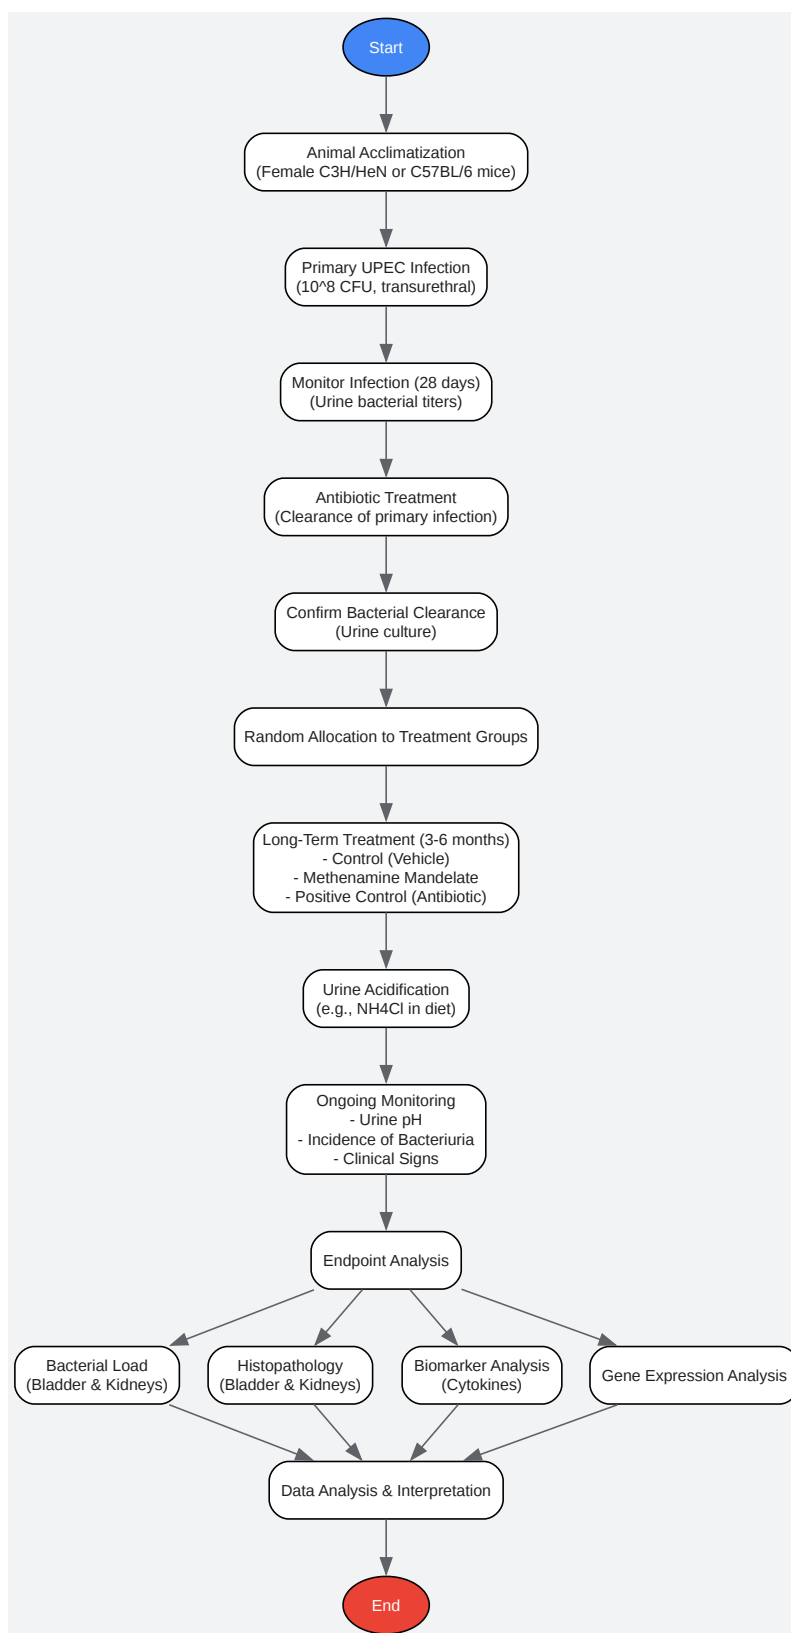 Start
Animal Acclimatization
(Female C3H/HeN or C57BL/6 mice)
Primary UPEC Infection
(10^8 CFU, transurethral)
Monitor Infection (28 days)
(Urine bacterial titers)
Antibiotic Treatment
(Clearance of primary infection)
Confirm Bacterial Clearance
(Urine culture)
Random Allocation to Treatment Groups
Long-Term Treatment (3-6 months)
- Control (Vehicle)
- Methenamine Mandelate
- Positive Control (Antibiotic)
Urine Acidification
(e.g., NH4Cl in diet)
Ongoing Monitoring
- Urine pH
- Incidence of Bacteriuria
- Clinical Signs
Endpoint Analysis
Bacterial Load
(Bladder & Kidneys)
Histopathology
(Bladder & Kidneys)
Biomarker Analysis
(Cytokines)
Gene Expression Analysis
Data Analysis & Interpretation
End